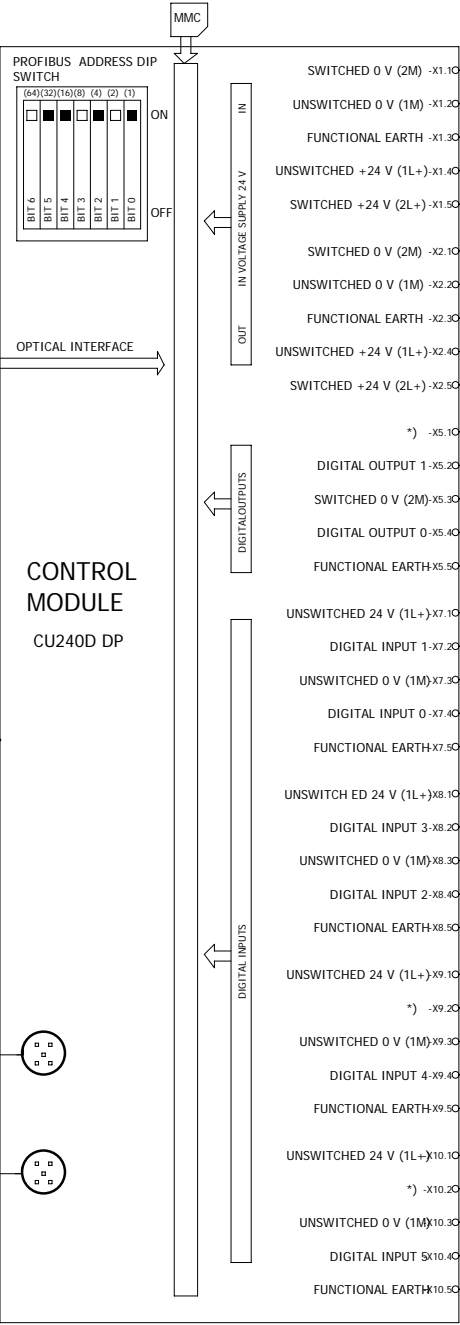 MMC
PROFIBUS ADDRESS DIP
SWITCH
(64)(32)(16)(8) (4) (2) (1)
ON
OFF
BIT 6
BIT 5
BIT 4
BIT 3
BIT 2
BIT 1
BIT 0
OPTICAL INTERFACE
CONTROL
MODULE
CU240D DP
IN
IN VOLTAGE SUPPLY 24 V
OUT
DIGITALOUTPUTS
DIGITAL INPUTS
SWITCHED 0 V (2M) -X1.1
UNSWITCHED 0 V (1M) -X1.2
FUNCTIONAL EARTH -X1.3
UNSWITCHED +24 V (1L+) -X1.4
SWITCHED +24 V (2L+) -X1.5
SWITCHED 0 V (2M) -X2.1
UNSWITCHED 0 V (1M) -X2.2
FUNCTIONAL EARTH -X2.3
UNSWITCHED +24 V (1L+) -X2.4
SWITCHED +24 V (2L+) -X2.5
*) -X5.1
DIGITAL OUTPUT 1 -X5.2
SWITCHED 0 V (2M) -X5.3
DIGITAL OUTPUT 0 -X5.4
FUNCTIONAL EARTH -X5.5
UNSWITCHED 24 V (1L+) -X7.1
DIGITAL INPUT 1 -X7.2
UNSWITCHED 0 V (1M) -X7.3
DIGITAL INPUT 0 -X7.4
FUNCTIONAL EARTH -X7.5
UNSWITCH ED 24 V (1L+) -X8.1
DIGITAL INPUT 3 -X8.2
UNSWITCHED 0 V (1M) -X8.3
DIGITAL INPUT 2 -X8.4
FUNCTIONAL EARTH -X8.5
UNSWITCHED 24 V (1L+) -X9.1
*) -X9.2
UNSWITCHED 0 V (1M) -X9.3
DIGITAL INPUT 4 -X9.4
FUNCTIONAL EARTH -X9.5
UNSWITCHED 24 V (1L+) -X10.1
*) -X10.2
UNSWITCHED 0 V (1M) -X10.3
DIGITAL INPUT 5 -X10.4
FUNCTIONAL EARTH -X10.5